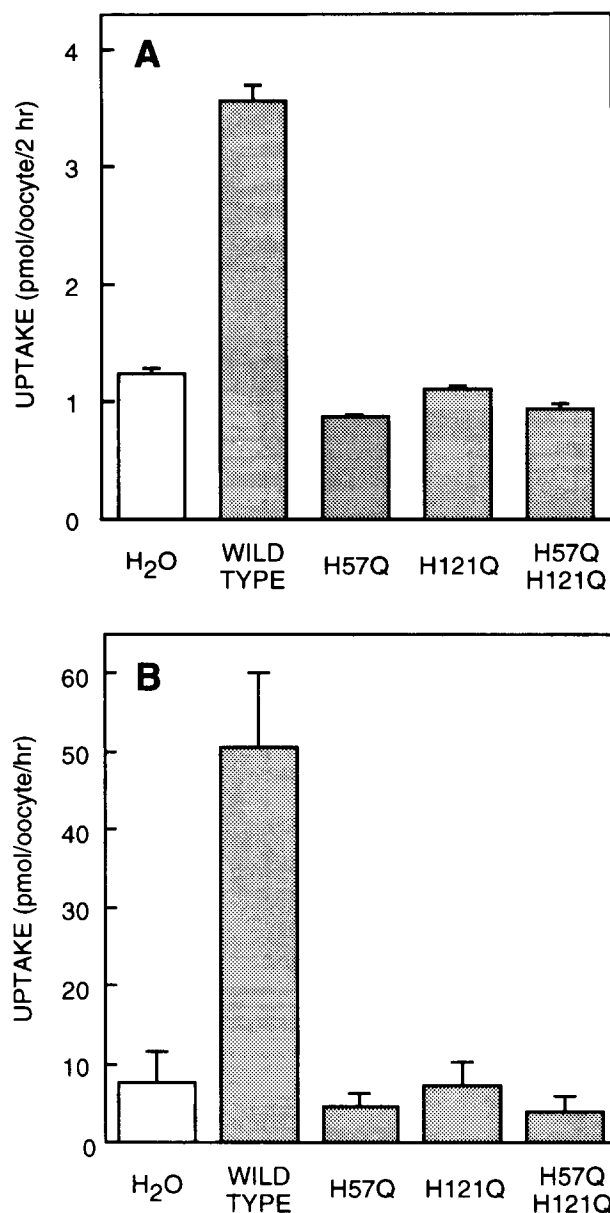 A
UPTAKE (pmol/oocyte/2 hr)
4
3
2
1
0
H₂O
WILD
TYPE
H57Q
H121Q
H57Q
H121Q
B
UPTAKE (pmol/oocyte/hr)
60
50
40
30
20
10
0
H₂O
WILD
TYPE
H57Q
H121Q
H57Q
H121Q